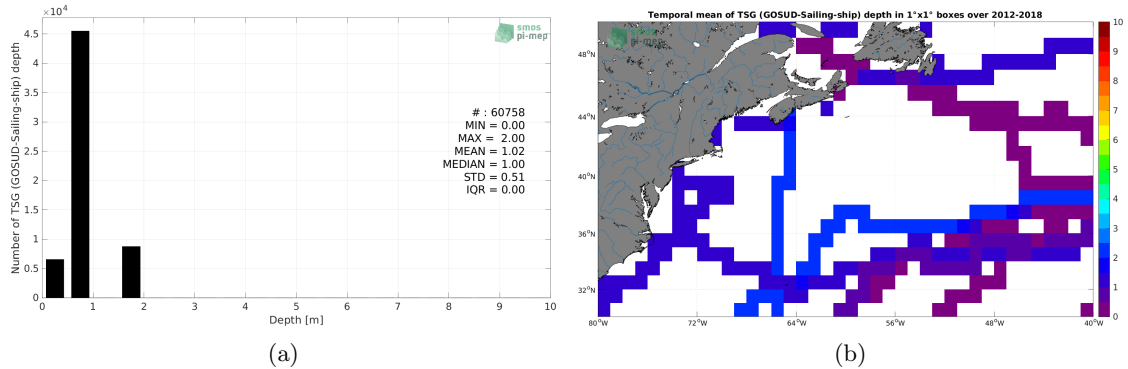 ×10⁴
smos
pi-mep
4.5
4
3.5
3
2.5
2
1.5
1
0.5
0
Number of TSG (GOSUD-Sailing-ship) depth
# : 60758
MIN = 0.00
MAX = 2.00
MEAN = 1.02
MEDIAN = 1.00
STD = 0.51
IQR = 0.00
0 1 2 3 4 5 6 7 8 9 10
Depth [m]
(a)
Temporal mean of TSG (GOSUD-Sailing-ship) depth in 1°x1° boxes over 2012-2018
smos
pi-mep
48°N
44°N
40°N
36°N
32°N
80°W 72°W 64°W 56°W 48°W 40°W
10
9
8
7
6
5
4
3
2
1
0
(b)